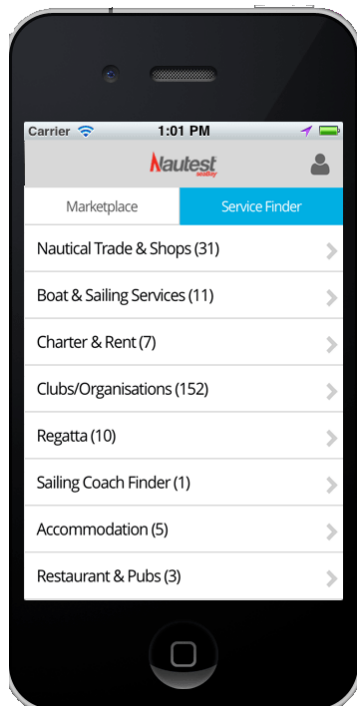 Carrier 1:01 PM
Nautest
Marketplace Service Finder
Nautical Trade & Shops (31)
Boat & Sailing Services (11)
Charter & Rent (7)
Clubs/Organisations (152)
Regatta (10)
Sailing Coach Finder (1)
Accommodation (5)
Restaurant & Pubs (3)